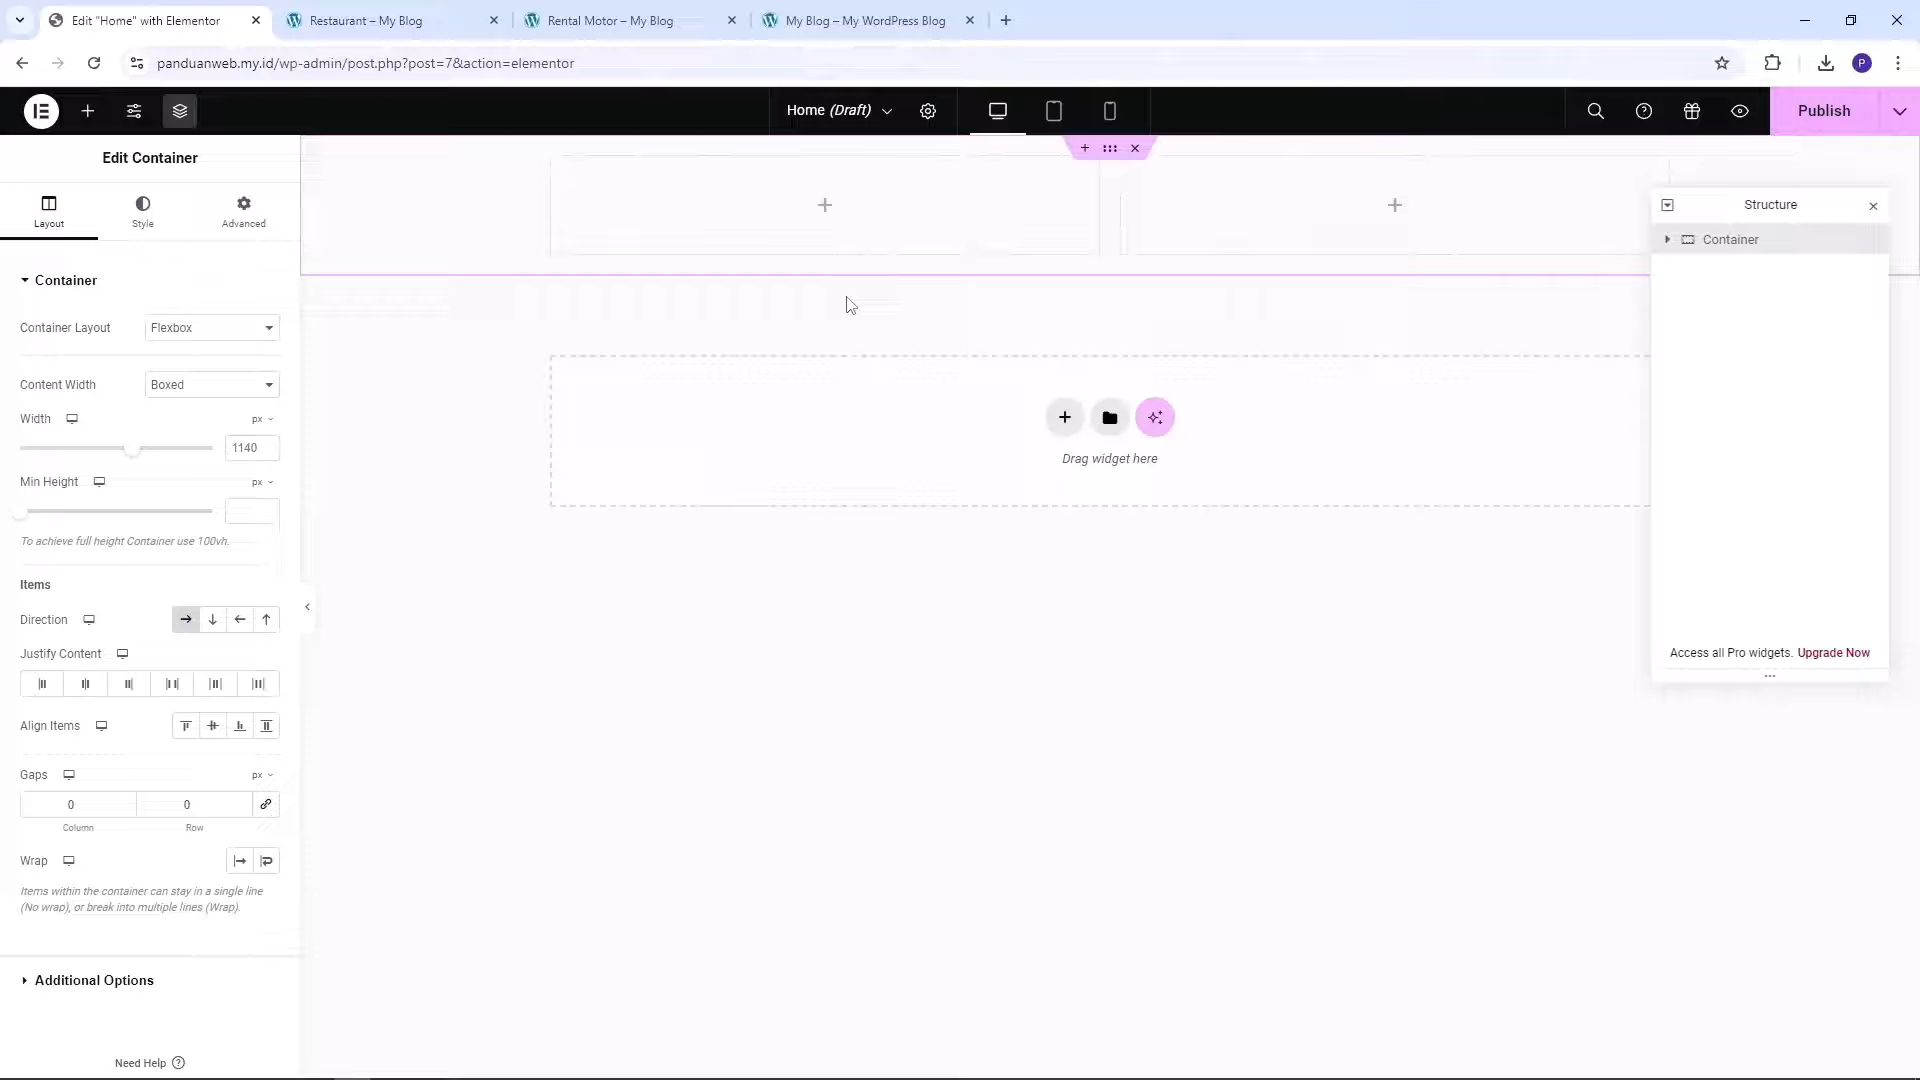 Edit "Home" with Elementor
Restaurant – My Blog
Rental Motor – My Blog
My Blog – My WordPress Blog
panduanweb.my.id/wp-admin/post.php?post=7&action=elementor
P
Home (Draft)
Publish
Edit Container
Layout
Style
Advanced
Structure
Container
Container
Container Layout
Flexbox
Content Width
Boxed
Width
px
1140
Min Height
px
To achieve full height Container use 100vh.
Drag widget here
Items
Direction
Justify Content
Access all Pro widgets. Upgrade Now
Align Items
Gaps
px
0
0
Column
Row
Wrap
Items within the container can stay in a single line
(No wrap), or break into multiple lines (Wrap).
Additional Options
Need Help